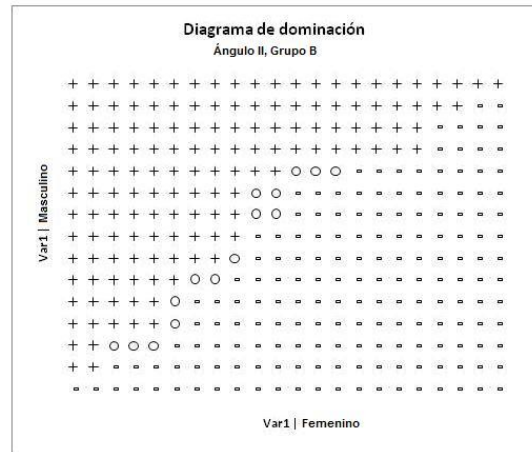 Diagrama de dominación
Ángulo II, Grupo B
Var1 | Masculino
Var1 | Femenino